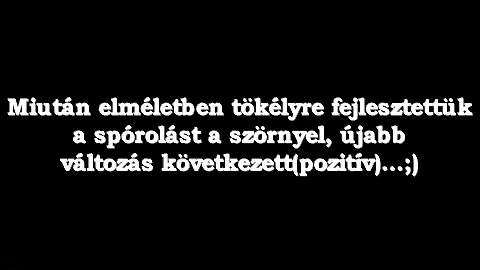 Miután elméletben tökélyre fejlesztettük
a spórolást a szörnyel, újabb
változás következett(pozitív)...;)